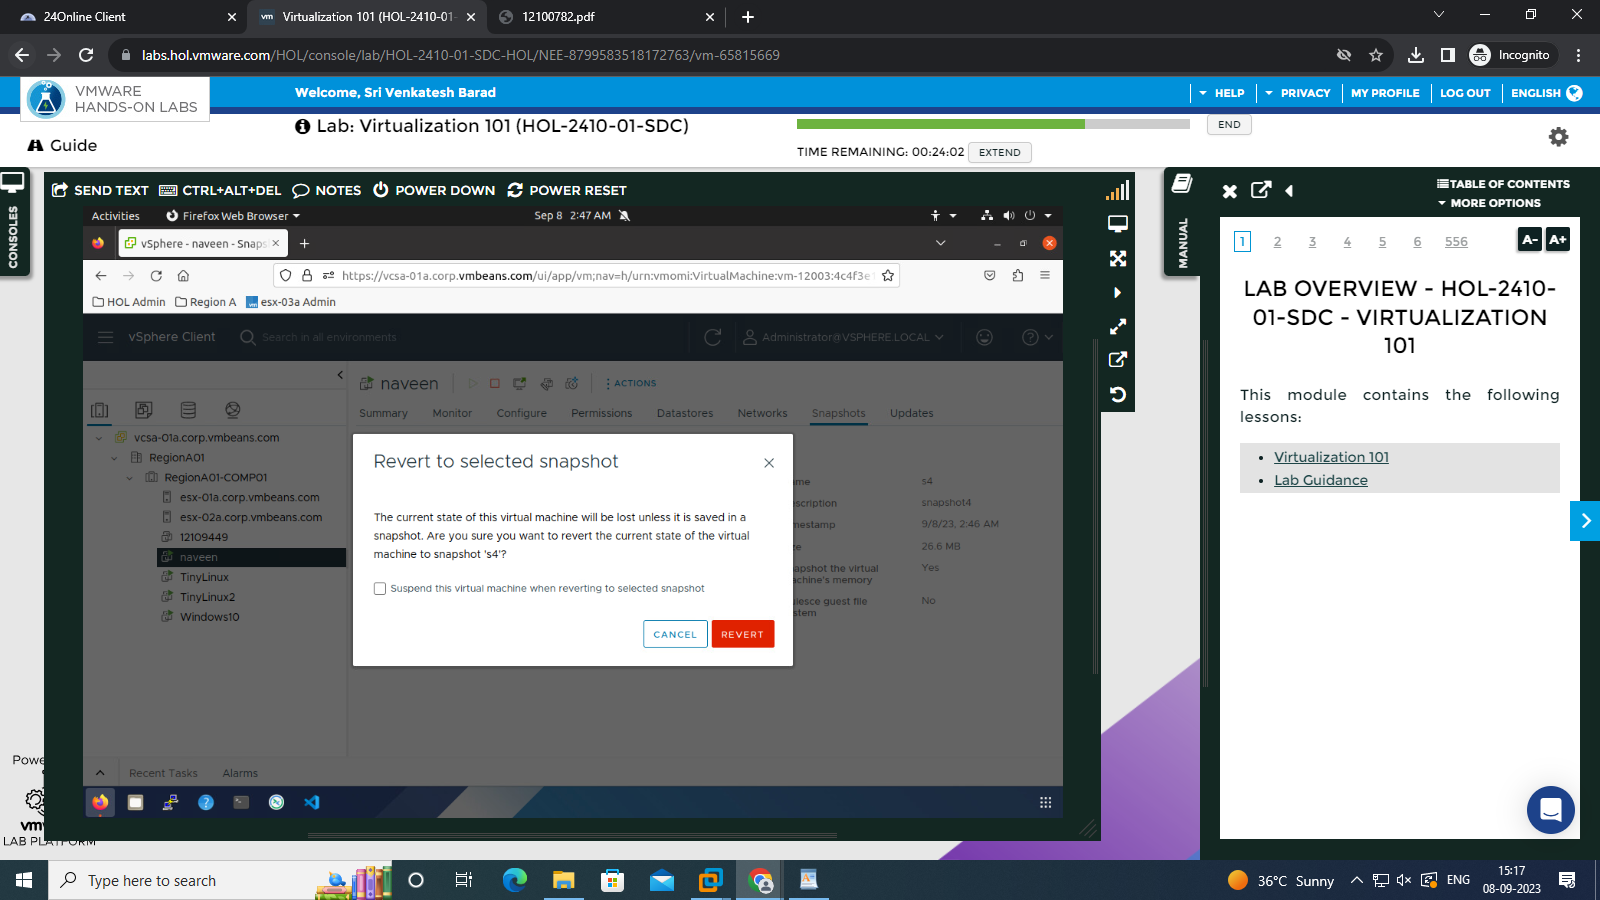 24Online Client
vm Virtualization 101 (HOL-2410-01-
12100782.pdf
labs.hol.vmware.com/HOL/console/lab/HOL-2410-01-SDC-HOL/NEE-8799583518172763/vm-65815669
Incognito
VMWARE
HANDS-ON LABS
Welcome, Sri Venkatesh Barad
HELP
PRIVACY
MY PROFILE
LOG OUT
ENGLISH
Guide
Lab: Virtualization 101 (HOL-2410-01-SDC)
END
TIME REMAINING: 00:24:02
EXTEND
CONSOLES
SEND TEXT
CTRL+ALT+DEL
NOTES
POWER DOWN
POWER RESET
Activities
Firefox Web Browser
Sep 8 2:47 AM
vSphere - naveen - Snaps
https://vcsa-01a.corp.vmbeans.com/ui/app/vm;nav=h/urn:vmomi:VirtualMachine:vm-12003:4c4f3e
HOL Admin
Region A
esx-03a Admin
vSphere Client
Search in all environments
Administrator@VSPHERE.LOCAL
naveen
ACTIONS
Summary
Monitor
Configure
Permissions
Datastores
Networks
Snapshots
Updates
vcsa-01a.corp.vmbeans.com
RegionA01
RegionA01-COMP01
esx-01a.corp.vmbeans.com
esx-02a.corp.vmbeans.com
12109449
naveen
TinyLinux
TinyLinux2
Windows10
Revert to selected snapshot
The current state of this virtual machine will be lost unless it is saved in a
snapshot. Are you sure you want to revert the current state of the virtual
machine to snapshot 's4'?
Suspend this virtual machine when reverting to selected snapshot
CANCEL
REVERT
me s4
scription snapshot4
mestamp 9/8/23, 2:46 AM
e 26.6 MB
apshot the virtual Yes
achine's memory
iesce guest file No
stem
Recent Tasks
Alarms
MANUAL
TABLE OF CONTENTS
MORE OPTIONS
1 2 3 4 5 6 556
A- A+
LAB OVERVIEW - HOL-2410-
01-SDC - VIRTUALIZATION
101
This module contains the following
lessons:
• Virtualization 101
• Lab Guidance
Powe
vmv
LAB PLATFORM
Type here to search
36°C Sunny
ENG
15:17
08-09-2023